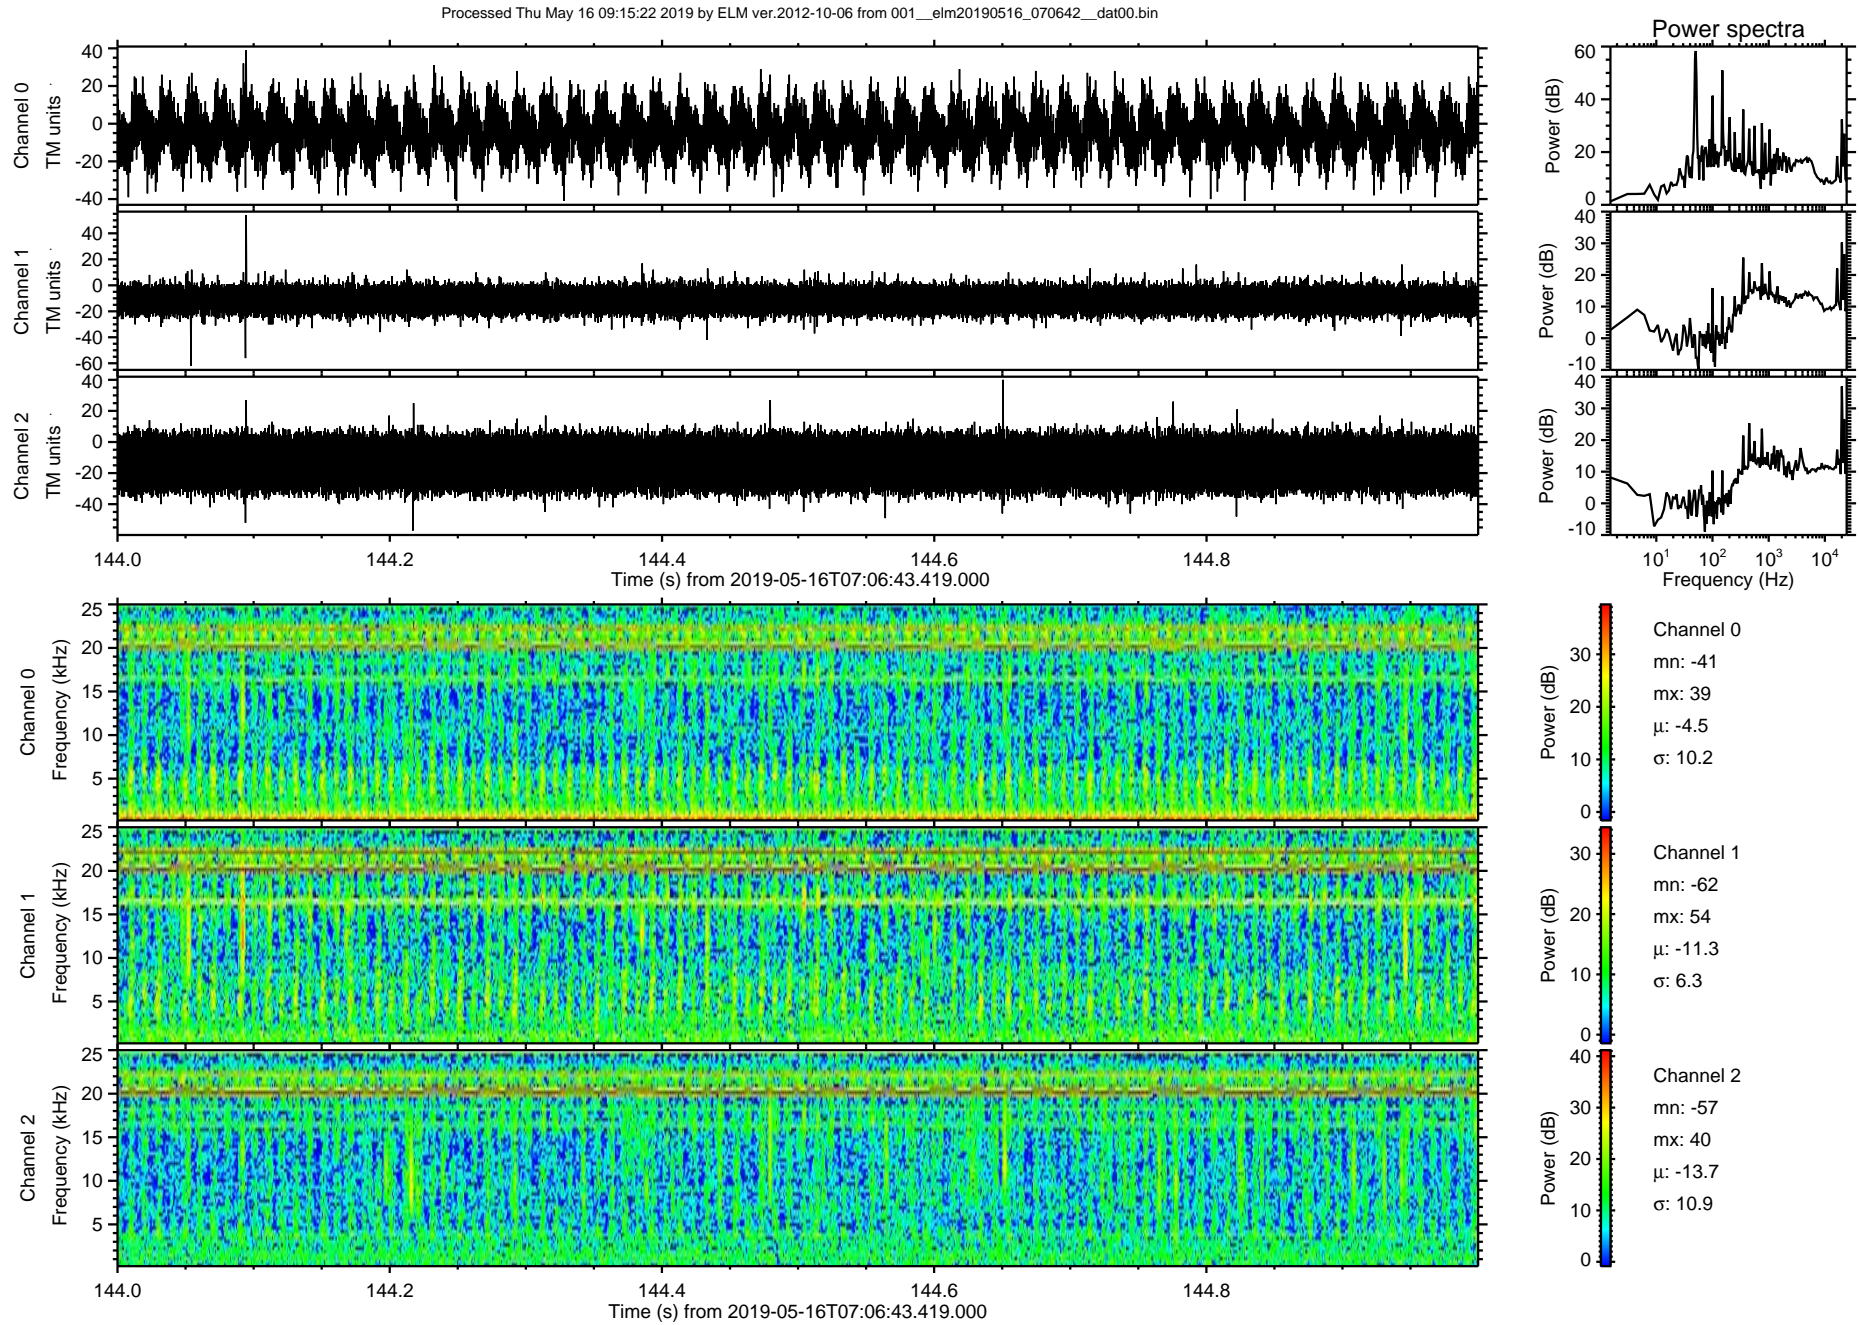 Processed Thu May 16 09:15:22 2019 by ELM ver.2012-10-06 from 001__elm20190516_070642__dat00.bin
Power spectra
Channel 0
TM units
40
20
0
-20
-40
Power (dB)
60
40
20
0
Channel 1
TM units
40
20
0
-20
-40
-60
Power (dB)
40
30
20
10
0
-10
Channel 2
TM units
40
20
0
-20
-40
Power (dB)
40
30
20
10
0
-10
144.0 144.2 144.4 144.6 144.8
Time (s) from 2019-05-16T07:06:43.419.000
10^1 10^2 10^3 10^4
Frequency (Hz)
Channel 0
Frequency (kHz)
25
20
15
10
5
Power (dB)
30
20
10
0
Channel 0
mn: -41
mx: 39
μ: -4.5
σ: 10.2
Channel 1
Frequency (kHz)
25
20
15
10
5
Power (dB)
30
20
10
0
Channel 1
mn: -62
mx: 54
μ: -11.3
σ: 6.3
Channel 2
Frequency (kHz)
25
20
15
10
5
Power (dB)
40
30
20
10
0
Channel 2
mn: -57
mx: 40
μ: -13.7
σ: 10.9
144.0 144.2 144.4 144.6 144.8
Time (s) from 2019-05-16T07:06:43.419.000